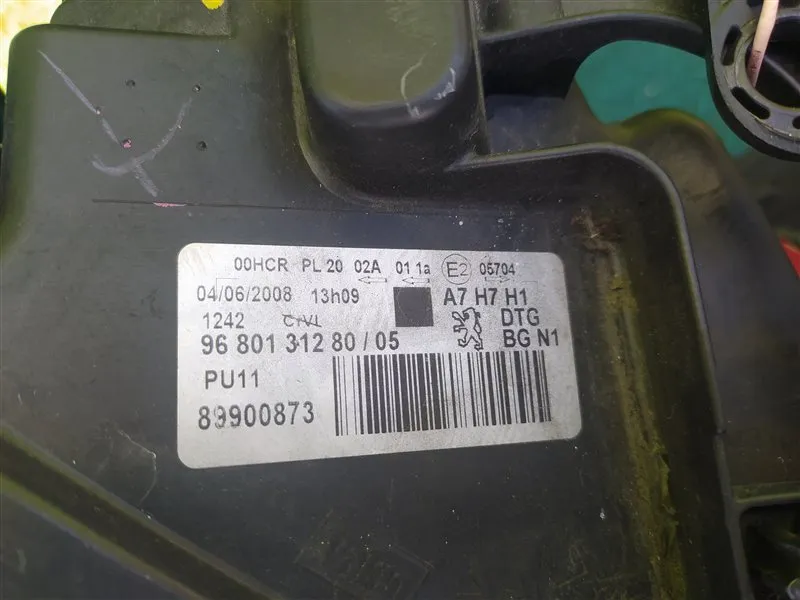 00HCR PL 20 02A 01 1a E2 05704
04/06/2008 13h09 A7 H7 H1
1242 DTG
96 801 312 80 / 05 BG N1
PU11
89900873